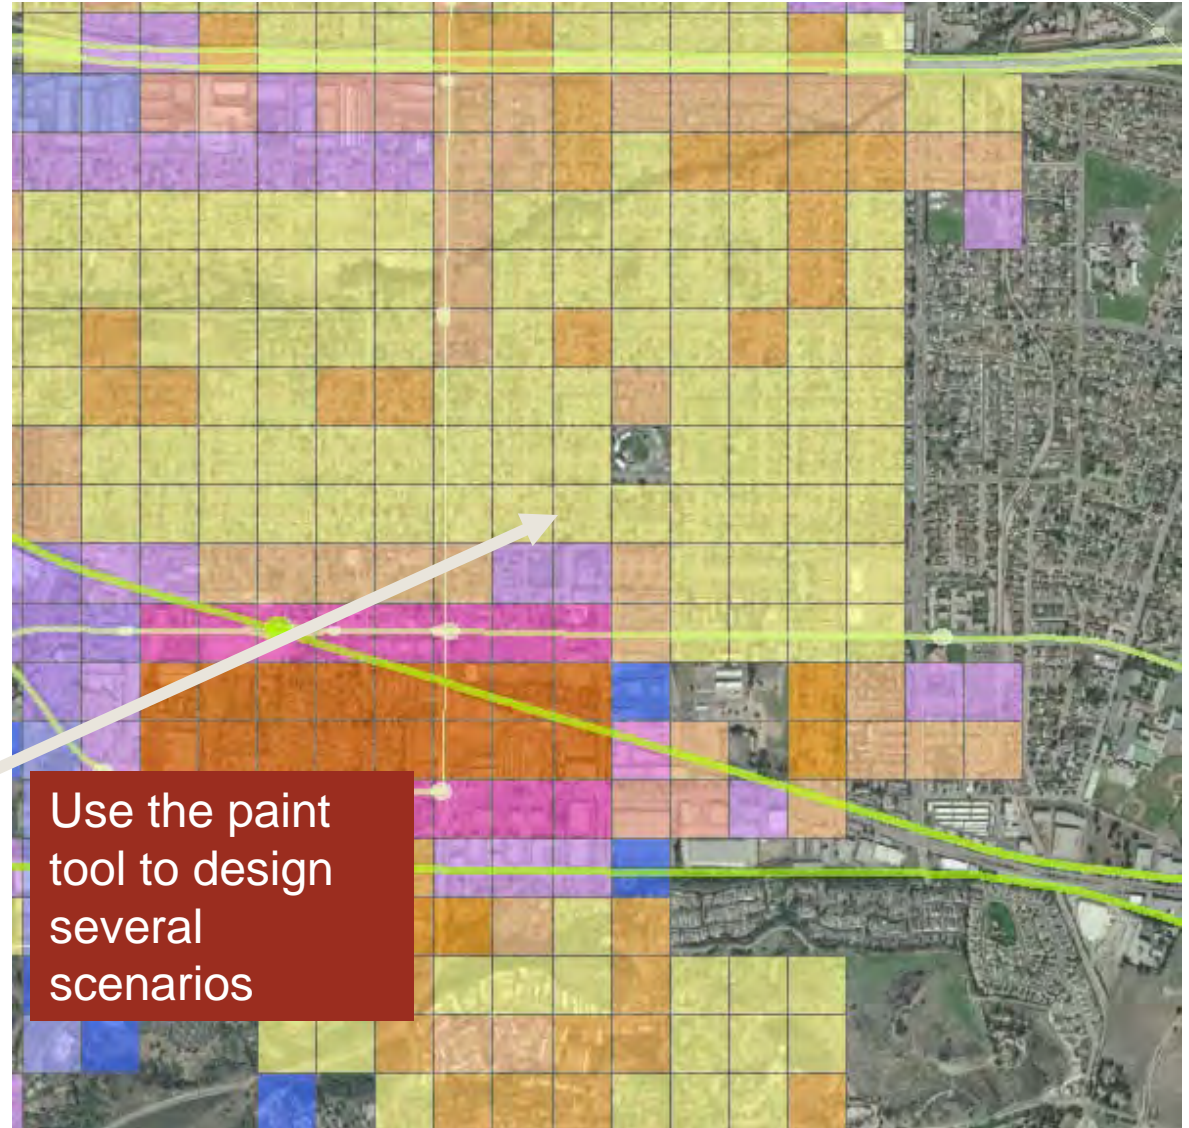 Use the paint
tool to design
several
scenarios